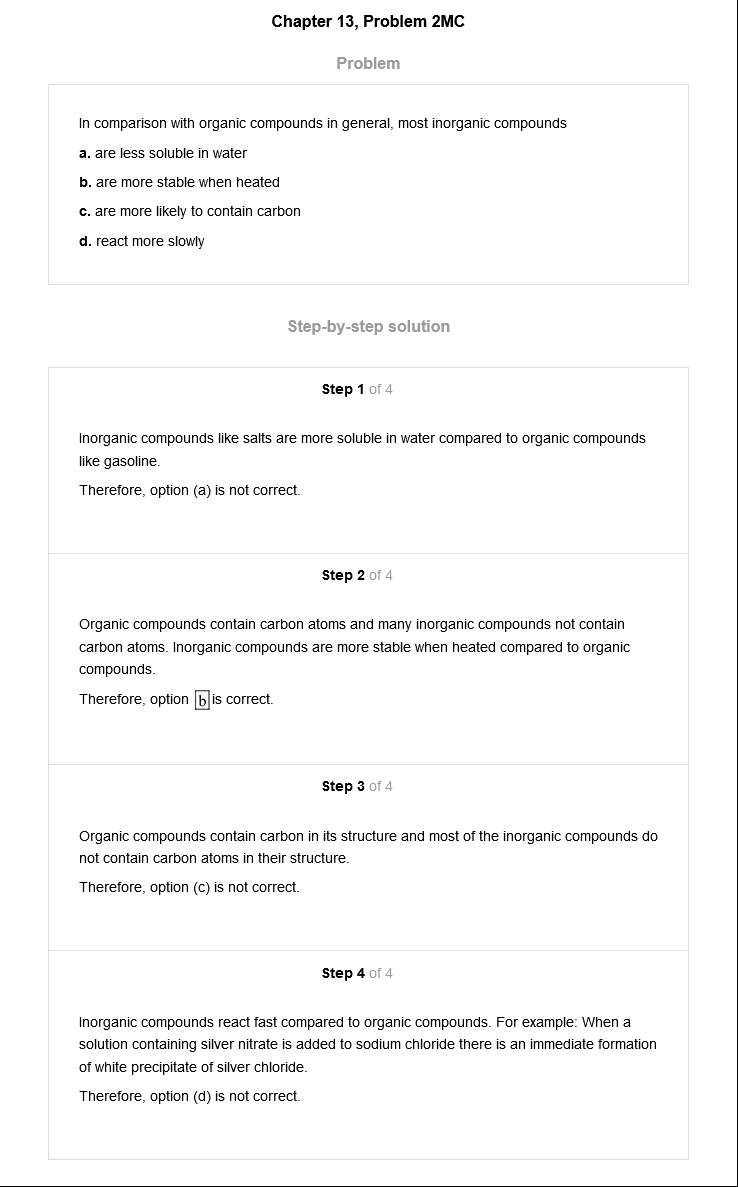 Chapter 13, Problem 2MC
Problem
In comparison with organic compounds in general, most inorganic compounds
a. are less soluble in water
b. are more stable when heated
c. are more likely to contain carbon
d. react more slowly
Step-by-step solution
Step 1 of 4
Inorganic compounds like salts are more soluble in water compared to organic compounds
like gasoline.
Therefore, option (a) is not correct.
Step 2 of 4
Organic compounds contain carbon atoms and many inorganic compounds not contain
carbon atoms. Inorganic compounds are more stable when heated compared to organic
compounds.
Therefore, option b is correct.
Step 3 of 4
Organic compounds contain carbon in its structure and most of the inorganic compounds do
not contain carbon atoms in their structure.
Therefore, option (c) is not correct.
Step 4 of 4
Inorganic compounds react fast compared to organic compounds. For example: When a
solution containing silver nitrate is added to sodium chloride there is an immediate formation
of white precipitate of silver chloride.
Therefore, option (d) is not correct.